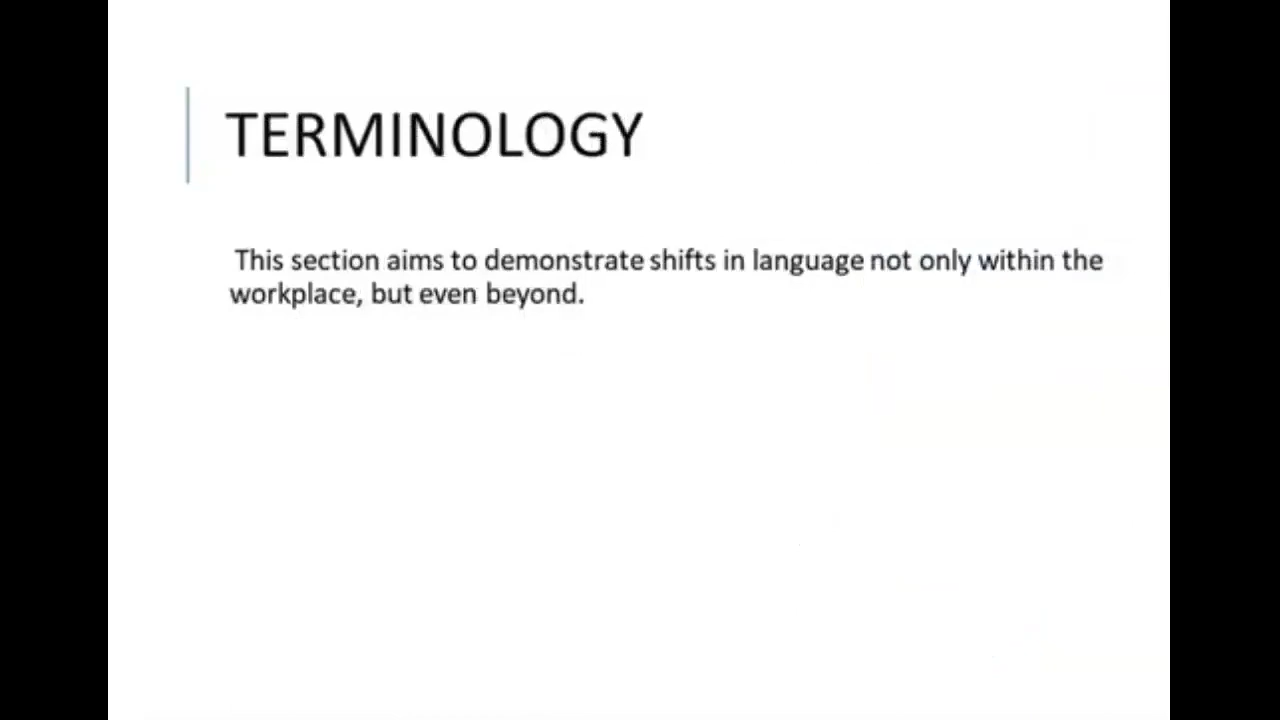 TERMINOLOGY
This section aims to demonstrate shifts in language not only within the
workplace, but even beyond.